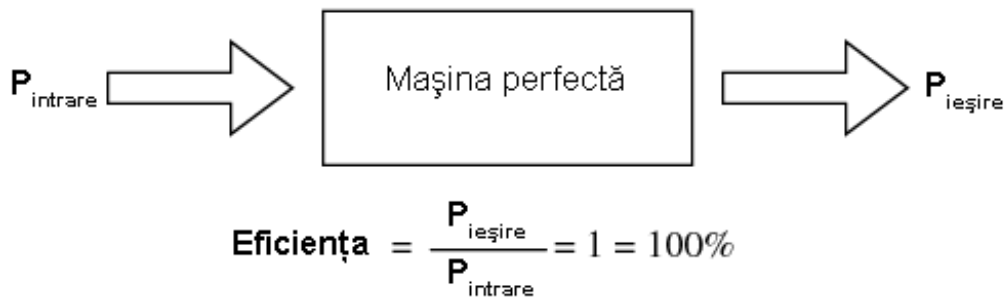 P intrare Maşina perfectă P ieşire
Eficienţa = P ieşire / P intrare = 1 = 100%